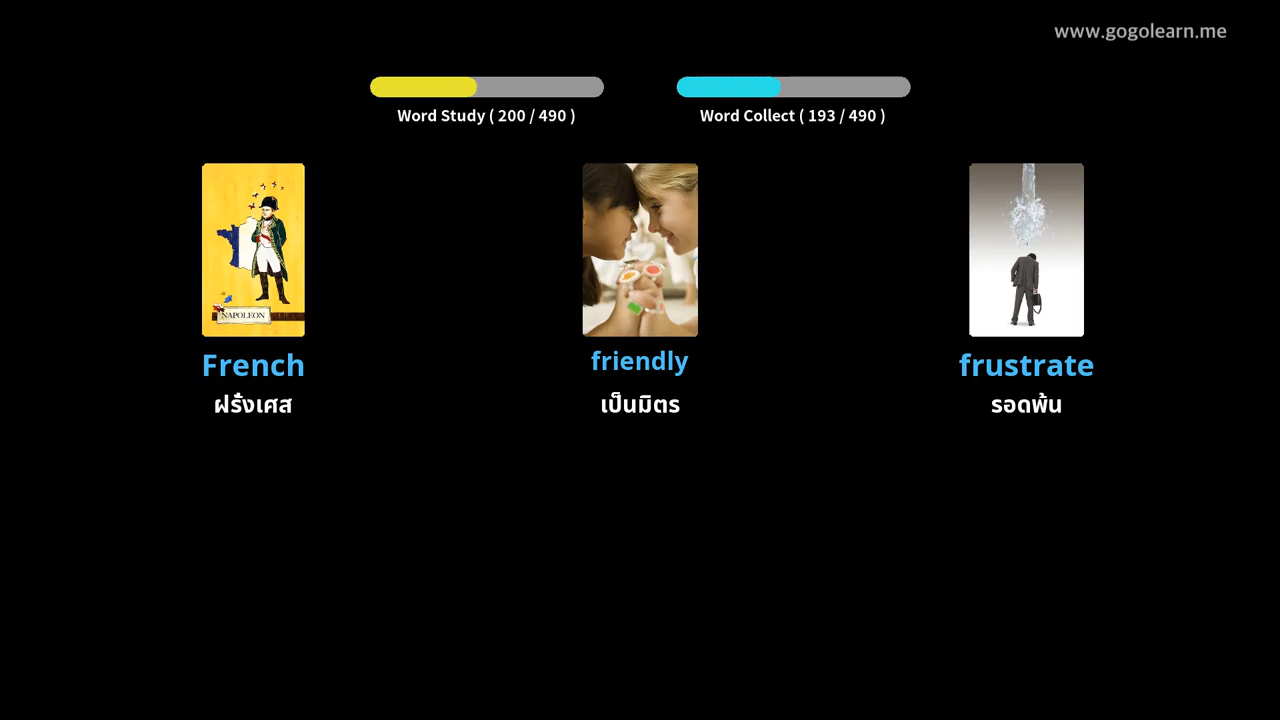 www.gogolearn.me
Word Study ( 200 / 490 )
Word Collect ( 193 / 490 )
NAPOLEON
French
friendly
frustrate
ฝรั่งเศส
เป็นมิตร
รอดพ้น